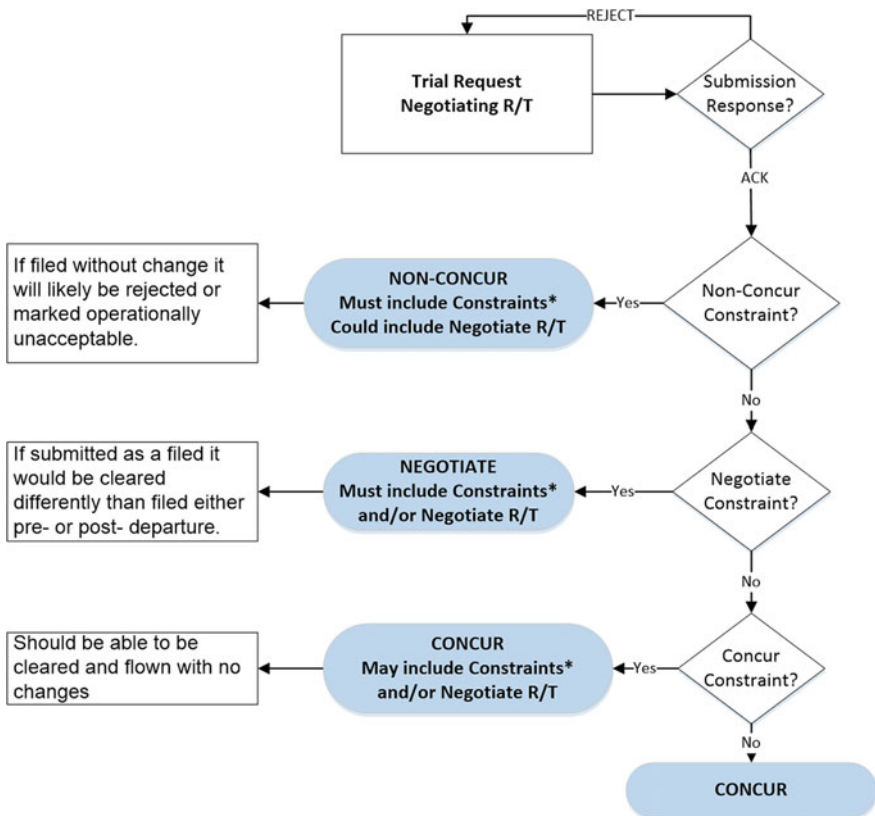 REJECT
Trial Request
Negotiating R/T
Submission
Response?
ACK
If filed without change it
will likely be rejected or
marked operationally
unacceptable.
NON-CONCUR
Must include Constraints*
Could include Negotiate R/T
Yes
Non-Concur
Constraint?
No
If submitted as a filed it
would be cleared
differently than filed either
pre- or post- departure.
NEGOTIATE
Must include Constraints*
and/or Negotiate R/T
Yes
Negotiate
Constraint?
No
Should be able to be
cleared and flown with no
changes
CONCUR
May include Constraints*
and/or Negotiate R/T
Yes
Concur
Constraint?
No
CONCUR